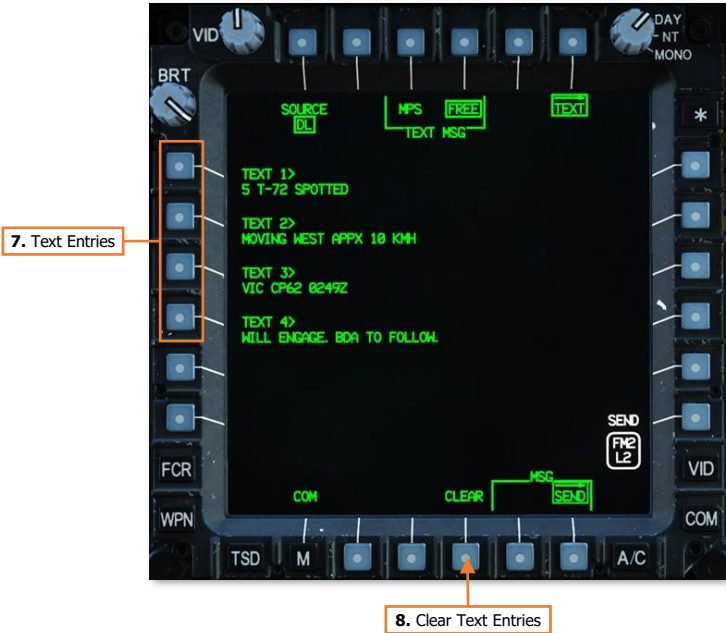 VID
DAY
NT
MONO
BRT
SOURCE
DL
MPS
FREE
TEXT MSG
TEXT
*
TEXT 1>
5 T-72 SPOTTED
TEXT 2>
MOVING WEST APPX 10 KMH
TEXT 3>
VIC CP62 0249Z
TEXT 4>
WILL ENGAGE. BDA TO FOLLOW.
7. Text Entries
SEND
FM2
L2
FCR
VID
MSG
COM
CLEAR
SEND
WPN
COM
TSD
M
A/C
8. Clear Text Entries